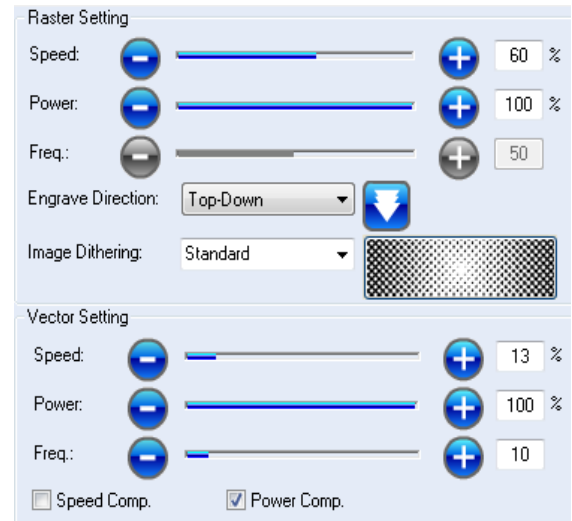 Raster Setting
Speed: 60 %
Power: 100 %
Freq.: 50
Engrave Direction: Top-Down
Image Dithering: Standard
Vector Setting
Speed: 13 %
Power: 100 %
Freq.: 10
Speed Comp. Power Comp.